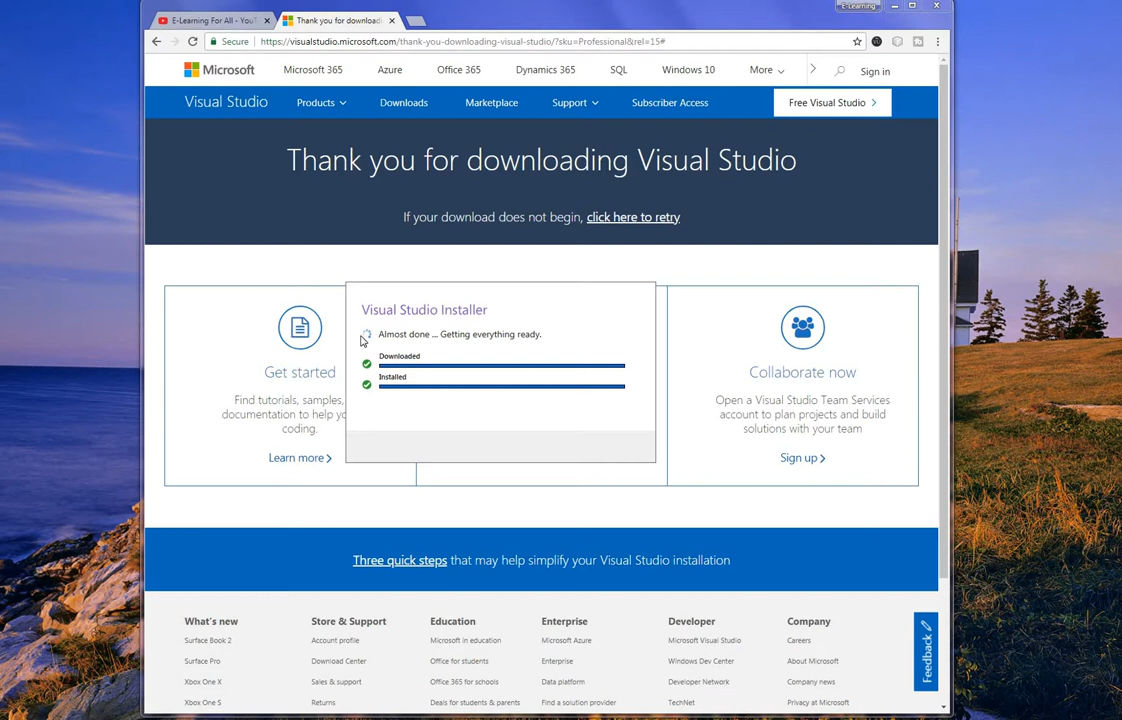 E-Learning
E-Learning For All - YouT
Thank you for downloadi
Secure
https://visualstudio.microsoft.com/thank-you-downloading-visual-studio/?sku=Professional&rel=15#
Microsoft
Microsoft 365
Azure
Office 365
Dynamics 365
SQL
Windows 10
More
Sign in
Visual Studio
Products
Downloads
Marketplace
Support
Subscriber Access
Free Visual Studio
Thank you for downloading Visual Studio
If your download does not begin, click here to retry
Get started
Find tutorials, samples,
documentation to help yo
coding.
Learn more
Visual Studio Installer
Almost done ... Getting everything ready.
Downloaded
Installed
Collaborate now
Open a Visual Studio Team Services
account to plan projects and build
solutions with your team
Sign up
Three quick steps that may help simplify your Visual Studio installation
What's new
Surface Book 2
Surface Pro
Xbox One X
Xbox One S
Store & Support
Account profile
Download Center
Sales & support
Returns
Education
Microsoft in education
Office for students
Office 365 for schools
Deals for students & parents
Enterprise
Microsoft Azure
Enterprise
Data platform
Find a solution provider
Developer
Microsoft Visual Studio
Windows Dev Center
Developer Network
TechNet
Company
Careers
About Microsoft
Company news
Privacy at Microsoft
Feedback